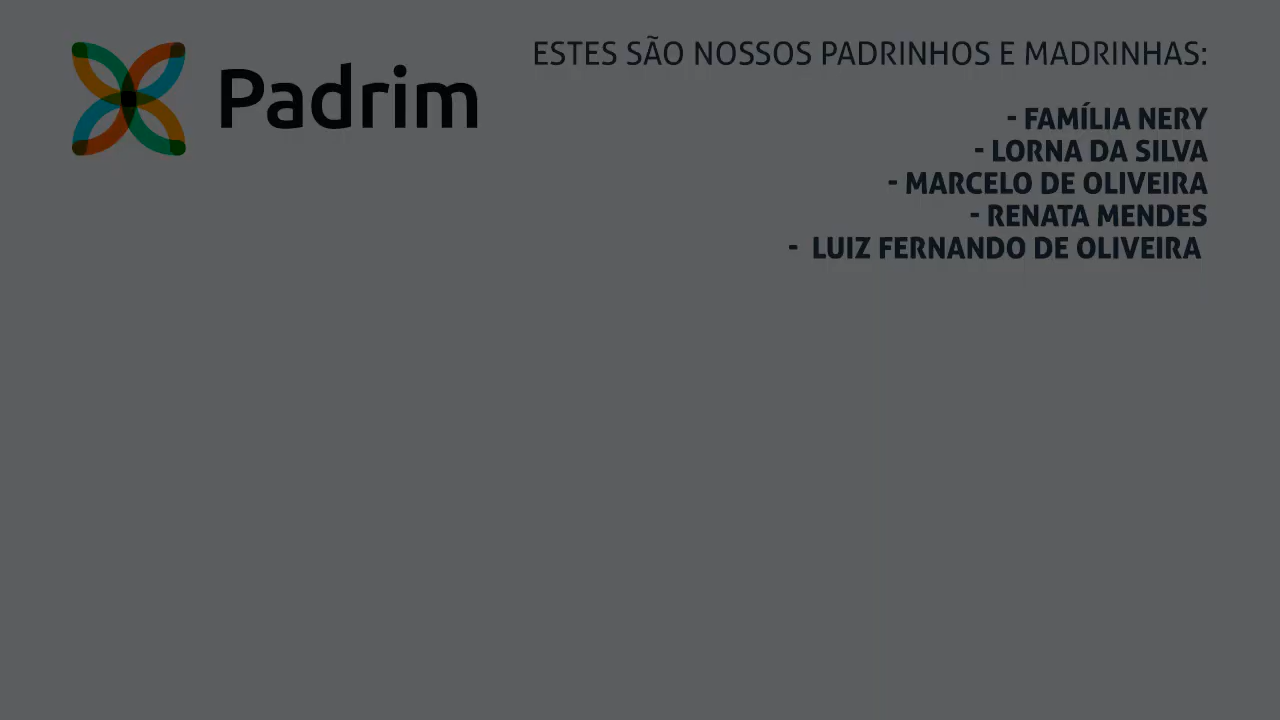 Padrim
ESTES SÃO NOSSOS PADRINHOS E MADRINHAS:
- FAMÍLIA NERY
- LORNA DA SILVA
- MARCELO DE OLIVEIRA
- RENATA MENDES
- LUIZ FERNANDO DE OLIVEIRA